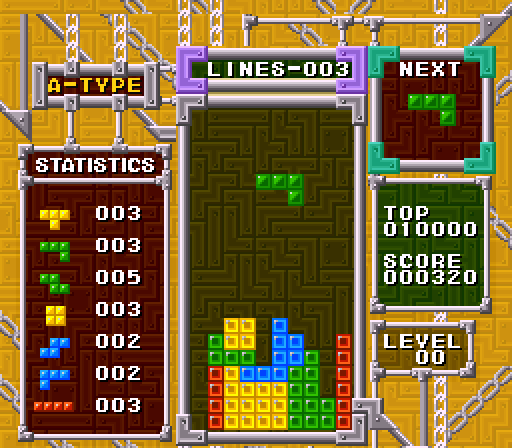 LINES-003
A-TYPE
NEXT
STATISTICS
003
003
005
003
002
002
003
TOP
010000
SCORE
000320
LEVEL
00